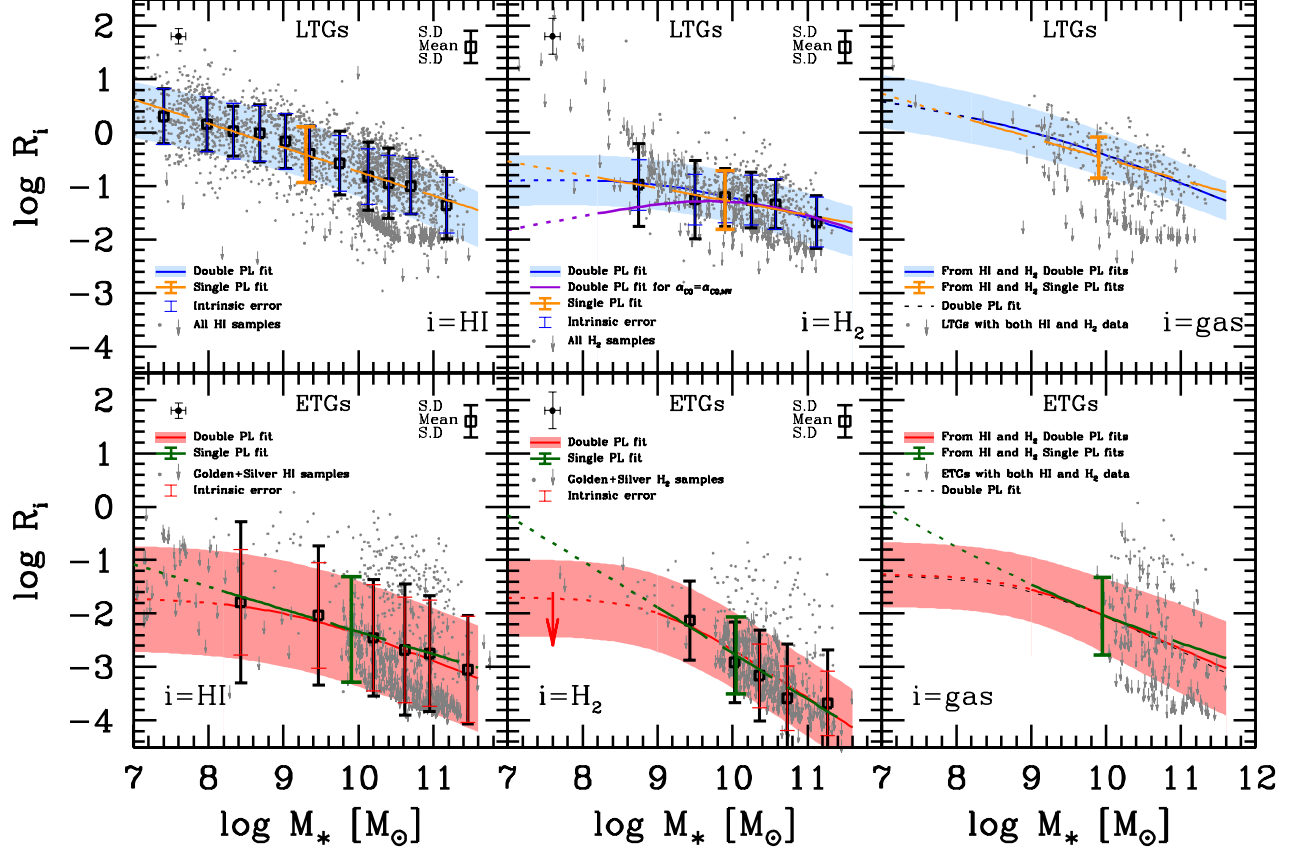 LTGs
S.D
Mean
S.D
Double PL fit
Single PL fit
Intrinsic error
All HI samples
i=HI
LTGs
S.D
Mean
S.D
Double PL fit
Double PL fit for α_CO=α_CO,MW
Single PL fit
Intrinsic error
All H₂ samples
i=H₂
LTGs
From HI and H₂ Double PL fits
From HI and H₂ Single PL fits
Double PL fit
LTGs with both HI and H₂ data
i=gas
2
1
0
−1
−2
−3
−4
log R_i
ETGs
S.D
Mean
S.D
Double PL fit
Single PL fit
Golden+Silver HI samples
Intrinsic error
i=HI
ETGs
S.D
Mean
S.D
Double PL fit
Single PL fit
Golden+Silver H₂ samples
Intrinsic error
i=H₂
ETGs
From HI and H₂ Double PL fits
From HI and H₂ Single PL fits
ETGs with both HI and H₂ data
Double PL fit
i=gas
2
1
0
−1
−2
−3
−4
log R_i
7 8 9 10 11
7 8 9 10 11
7 8 9 10 11 12
log M_* [M_⊙]
log M_* [M_⊙]
log M_* [M_⊙]